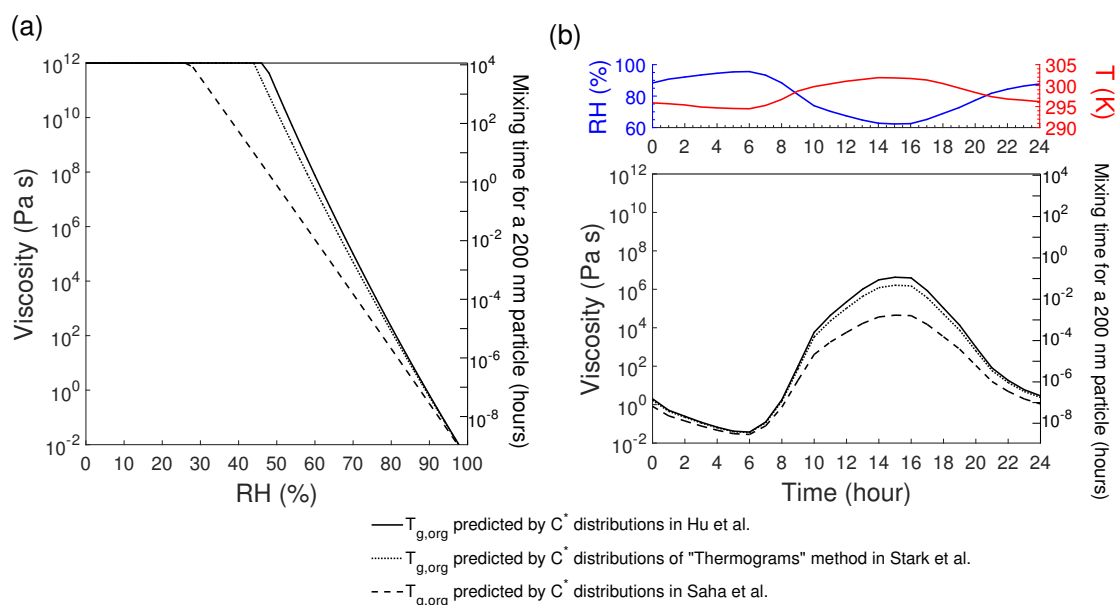 (a)
10^12
10^10
10^8
10^6
10^4
10^2
10^0
10^-2
Viscosity (Pa s)
0 10 20 30 40 50 60 70 80 90 100
RH (%)
10^4
10^2
10^0
10^-2
10^-4
10^-6
10^-8
Mixing time for a 200 nm particle (hours)
(b)
100
80
60
RH (%)
305
300
295
290
T (K)
0 2 4 6 8 10 12 14 16 18 20 22 24
10^12
10^10
10^8
10^6
10^4
10^2
10^0
10^-2
Viscosity (Pa s)
0 2 4 6 8 10 12 14 16 18 20 22 24
Time (hour)
10^4
10^2
10^0
10^-2
10^-4
10^-6
10^-8
Mixing time for a 200 nm particle (hours)
T_g,org predicted by C^* distributions in Hu et al.
T_g,org predicted by C^* distributions of "Thermograms" method in Stark et al.
T_g,org predicted by C^* distributions in Saha et al.